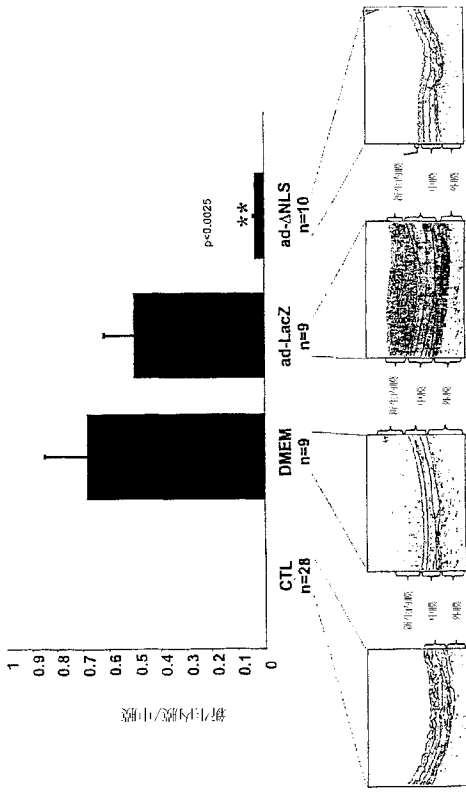 新生内膜/中膜
1
0.9
0.8
0.7
0.6
0.5
0.4
0.3
0.2
0.1
0
p<0.0025
**
CTL
n=28
DMEM
n=9
ad-LacZ
n=9
ad-ΔNLS
n=10
新生内膜
中膜
外膜
新生内膜
中膜
外膜
新生内膜
中膜
外膜